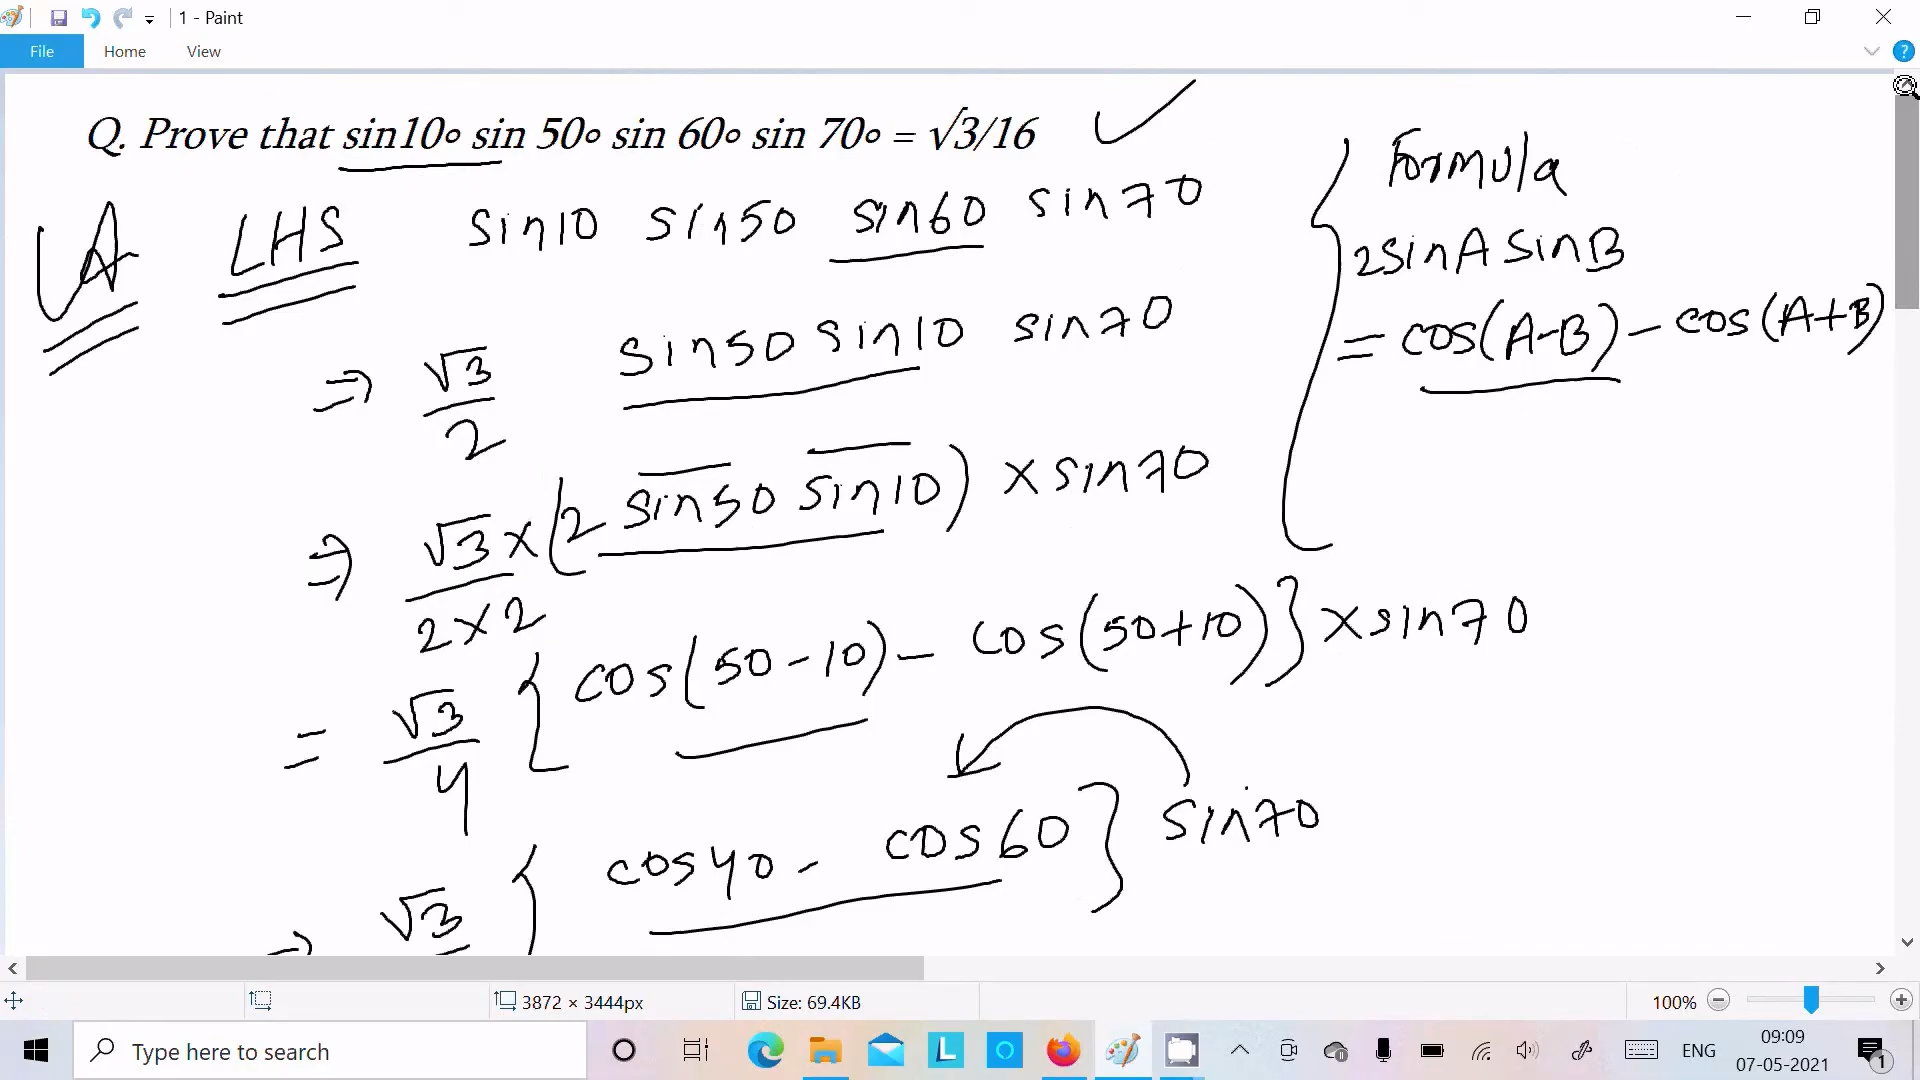 1 - Paint
File Home View
Q. Prove that sin10∘ sin 50∘ sin 60∘ sin 70∘ = √3/16
A LHS sin10 sin50 sin60 sin70
Formula
2sinA sinB
= cos(A-B) - cos(A+B)
⇒ √3/2 sin50 sin10 sin70
⇒ √3/2×2 × (2 sin50 sin10) × sin70
= √3/4 {cos(50-10) - cos(50+10)} × sin70
⇒ √3 {cos40 - cos60} sin70
3872 × 3444px Size: 69.4KB 100%
Type here to search
L
ENG
09:09
07-05-2021
1